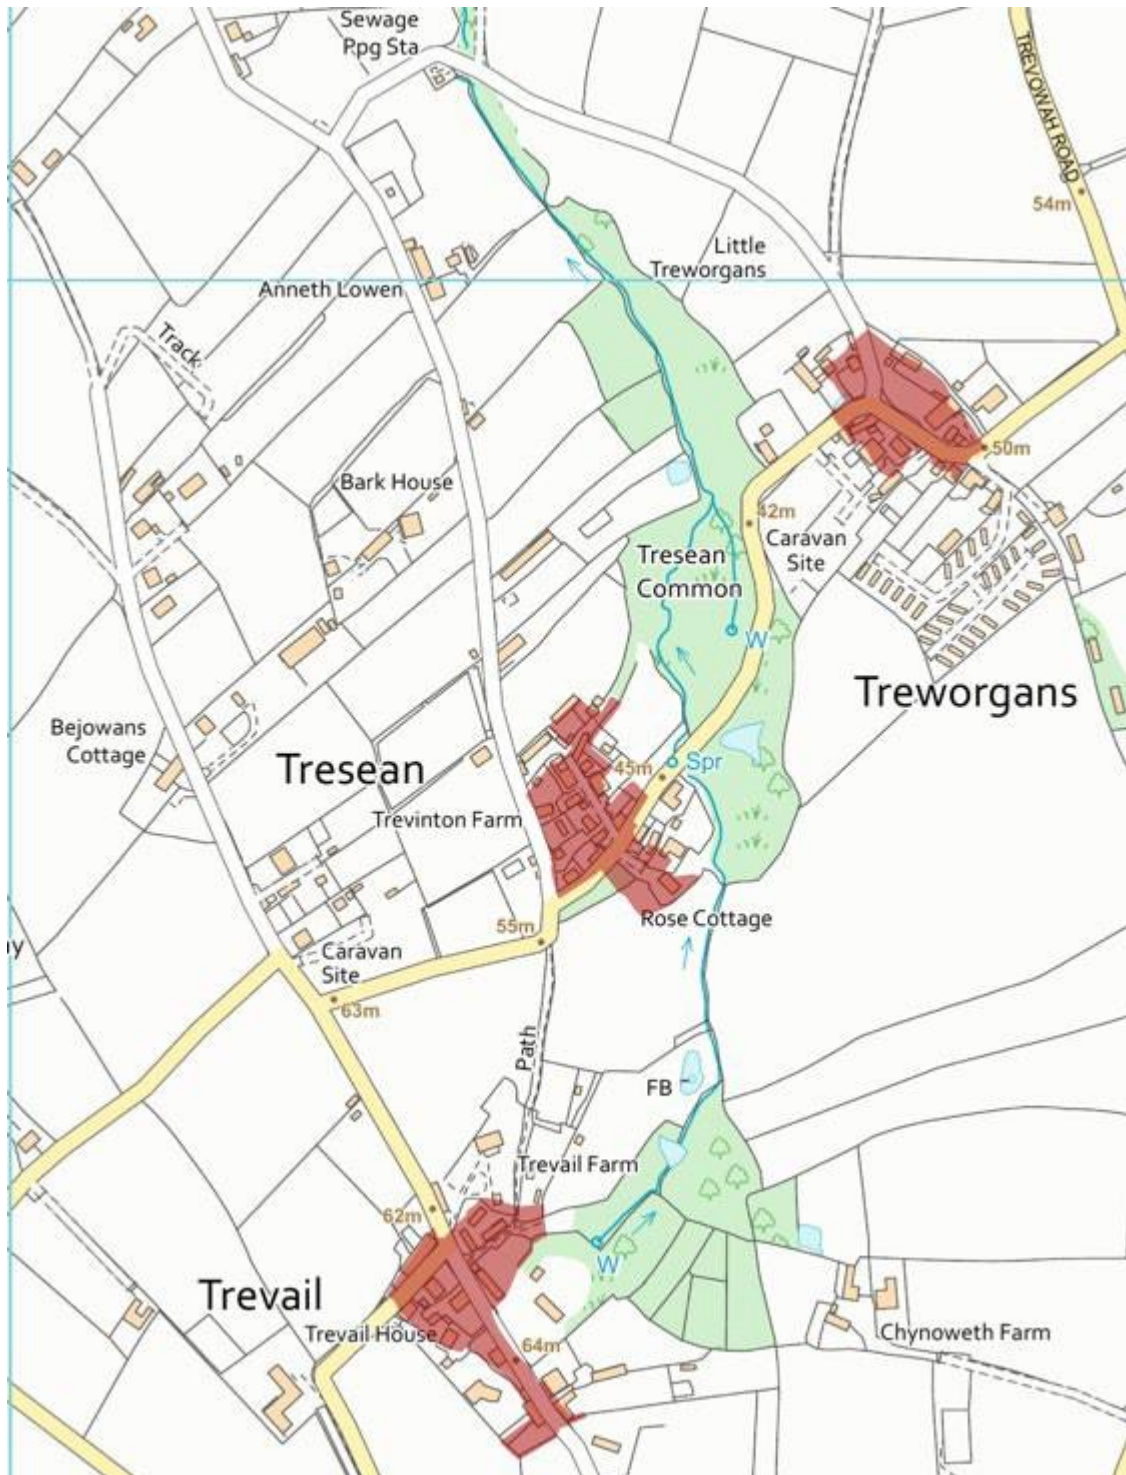 Sewage
Ppg Sta
TREVOWAH ROAD
54m
Little
Treworgans
Anneth Lowen
Track
50m
Bark House
42m
Caravan
Site
Tresean
Common
W
Treworgans
Bejowans
Cottage
Tresean
45m
Spr
Trevinton Farm
Rose Cottage
55m
ay
Caravan
Site
63m
Path
FB
Trevail Farm
62m
W
Trevail
Trevail House
64m
Chynoweth Farm